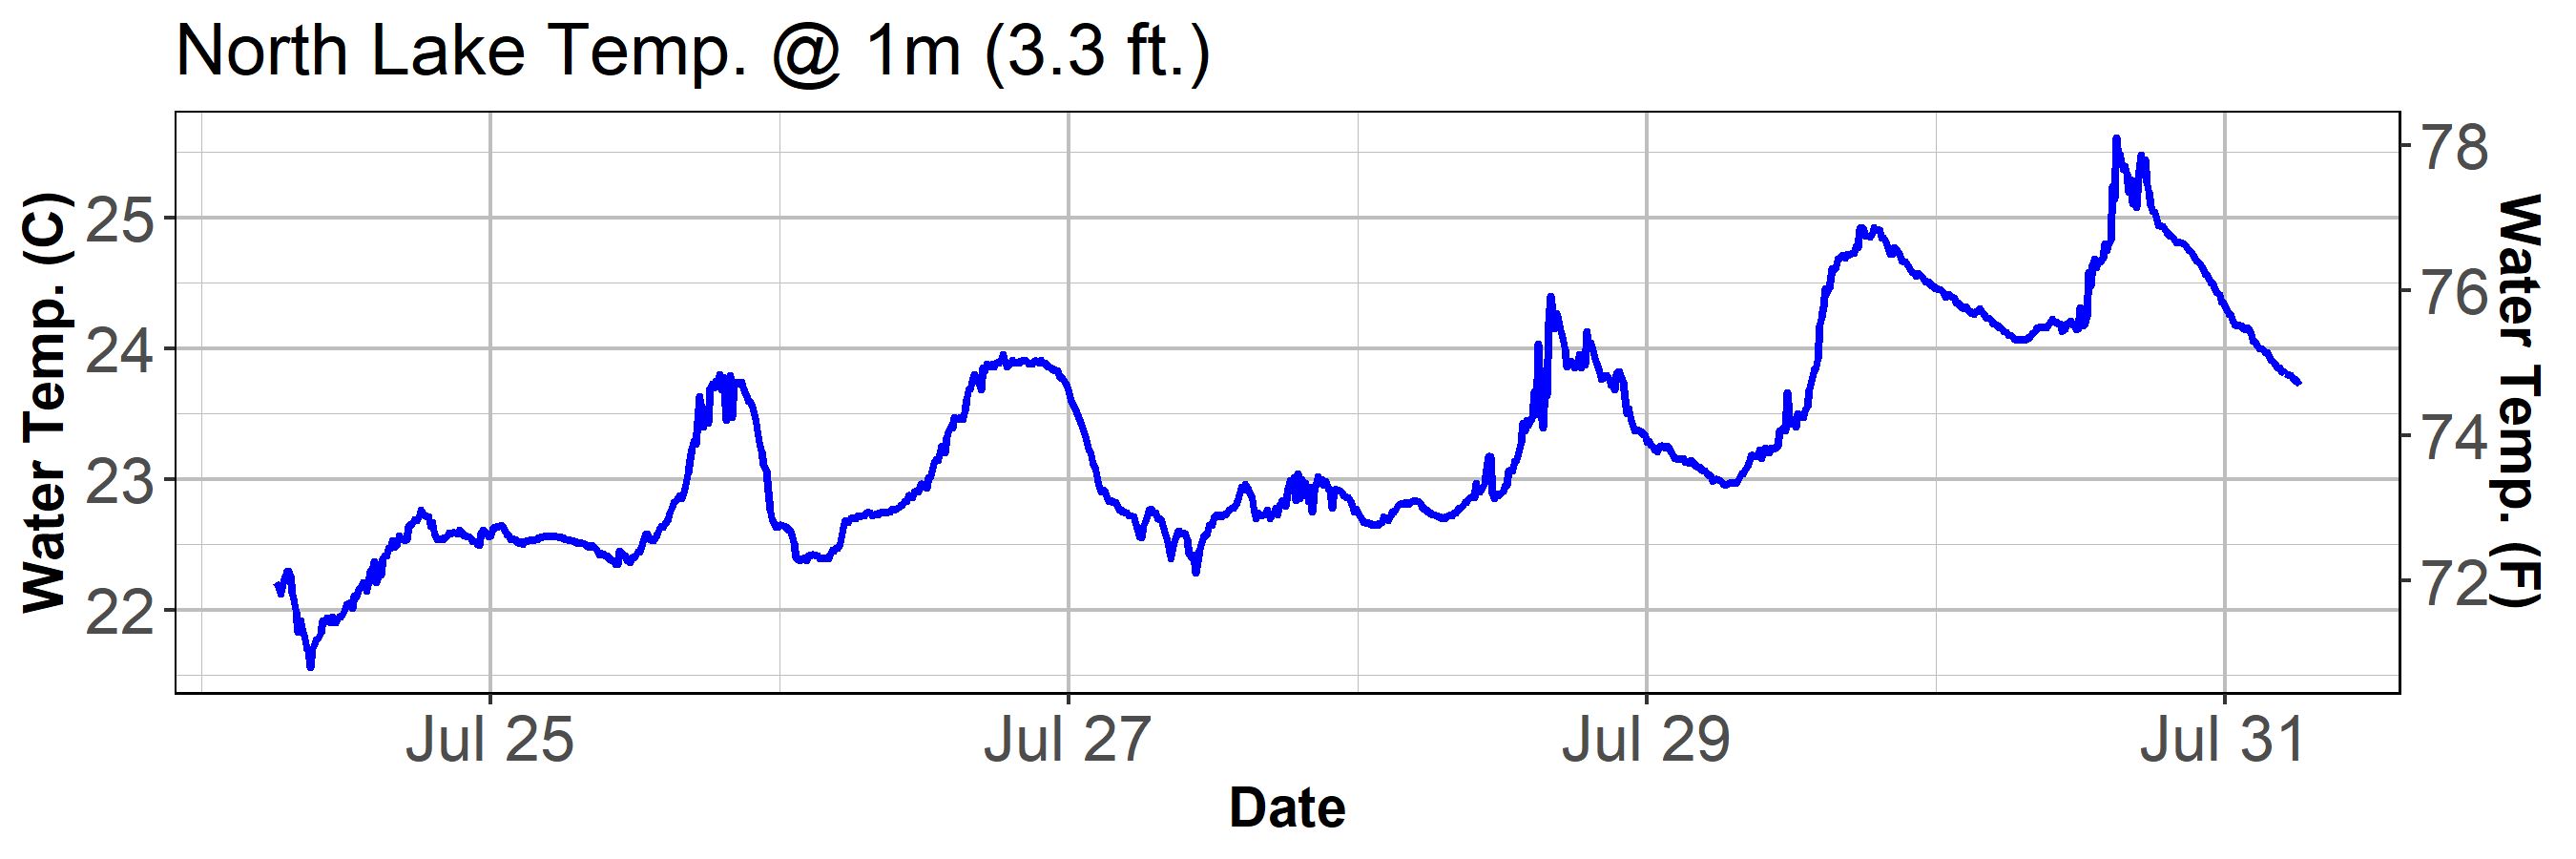 North Lake Temp. @ 1m (3.3 ft.)
Water Temp. (C)
25
24
23
22
78
76
74
72
Water Temp. (F)
Jul 25 Jul 27 Jul 29 Jul 31
Date